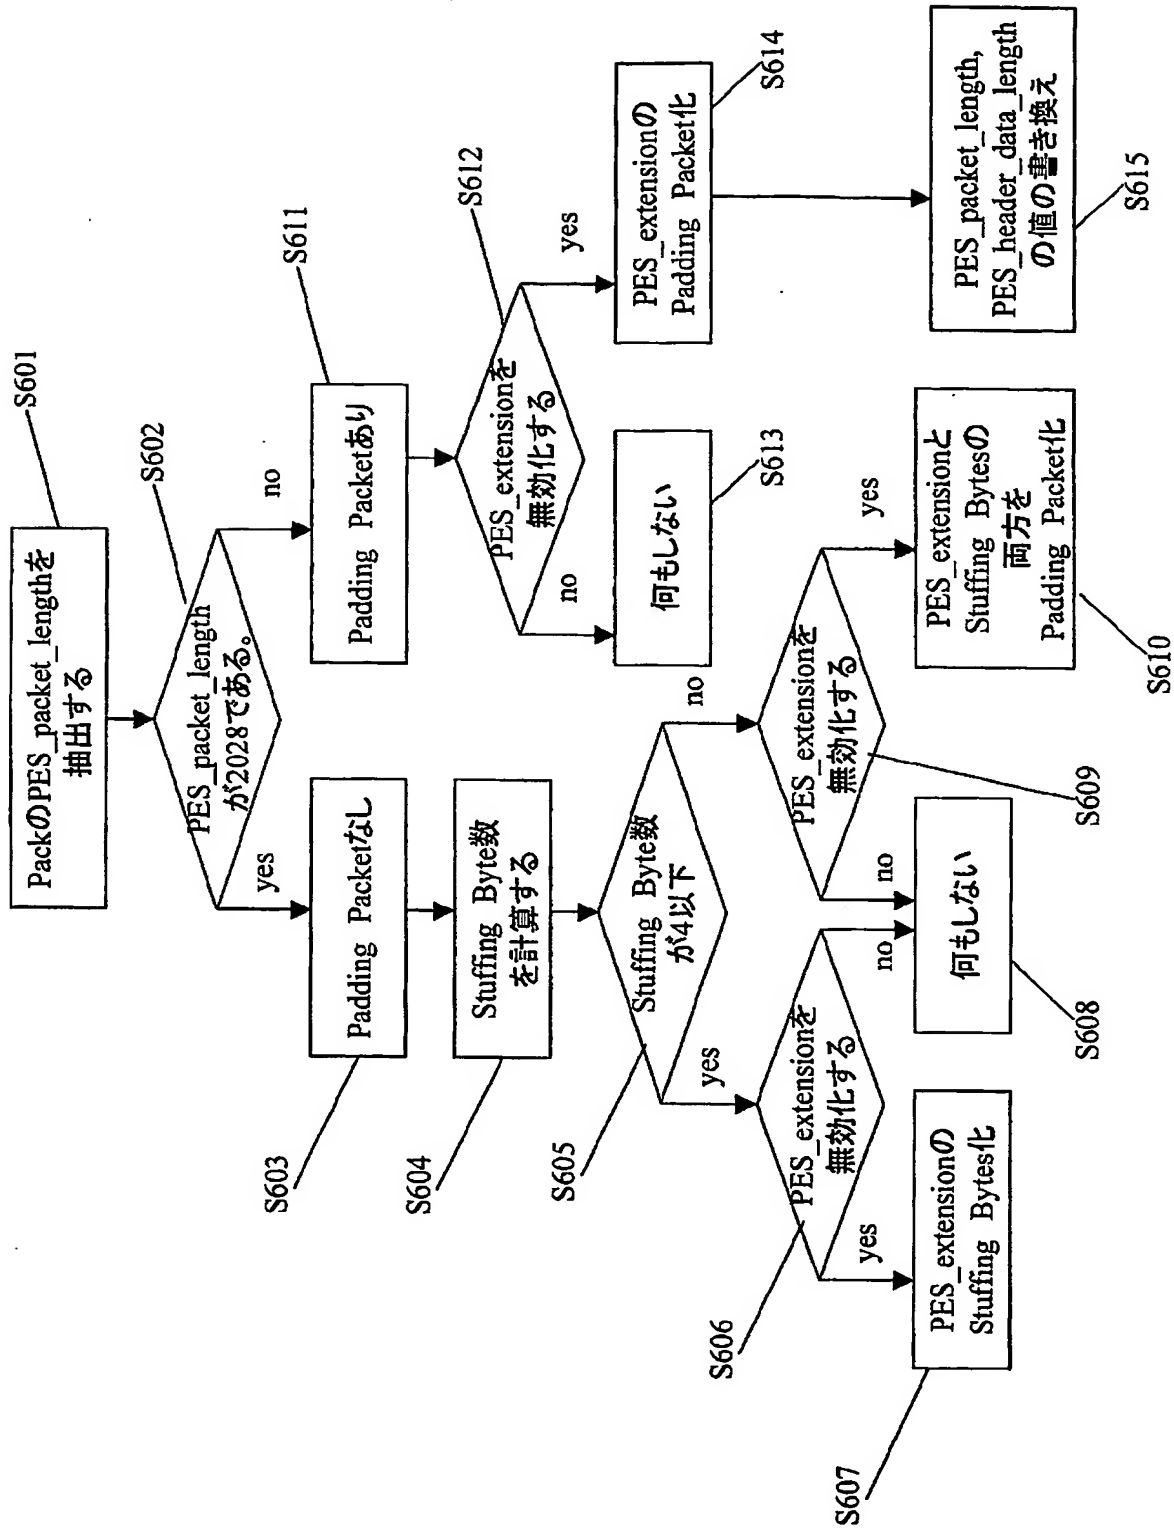 S601
PackのPES_packet_lengthを
抽出する
S602
PES_packet_length
が2028である。
yes
no
S603
Padding Packetなし
S611
Padding Packetあり
S604
Stuffing Byte数
を計算する
S612
PES_extensionを
無効化する
no
yes
S605
Stuffing Byte数
が4以下
yes
no
S613
何もしない
S614
PES_extensionの
Padding Packet化
S606
PES_extensionを
無効化する
yes
no
S609
PES_extensionを
無効化する
no
yes
S607
PES_extensionの
Stuffing Bytes化
S608
何もしない
S610
PES_extensionと
Stuffing Bytesの
両方を
Padding Packet化
S615
PES_packet_length,
PES_header_data_length
の値の書き換え